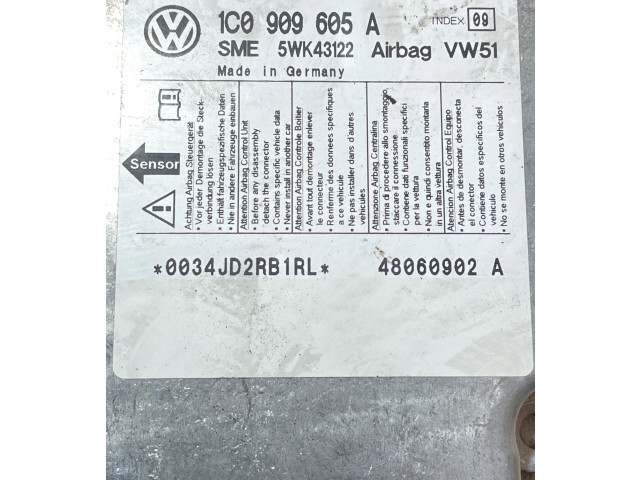 1C0 909 605 A INDEX 09
SME 5WK43122 Airbag VW51
Made in Germany
Sensor
Achtung Airbag Steuergerät
• Vor jeder Demontage die Steck-
verbindung lösen
• Enthält fahrzeugspezifische Daten
• Nie in andere Fahrzeuge einbauen
Attention Airbag Control Unit
• Before any disassembly
detach the connector
• Contains specific vehicle data
• Never install in another car
Attention Airbag Controle Boîtier
• Avant tout demontage enlever
le connecteur
• Renferme des donnees spécifiques
a ce vehicule
• Ne pas installer dans d'autres
vehicules
Attenzione Airbag Centralina
• Prima di procedere allo smontaggio,
staccare il connessione
• Contiene dati funzionali specifici
per la vettura
• Non e quindi consentito montarla
in un altra vettura
Atencion Airbag Control Equipo
• Antes de desmontar, desconecta
el conector
• Contiene datos especificos del
vehiculo
• No se monte en otros vehiculos
*0034JD2RB1RL* 48060902 A